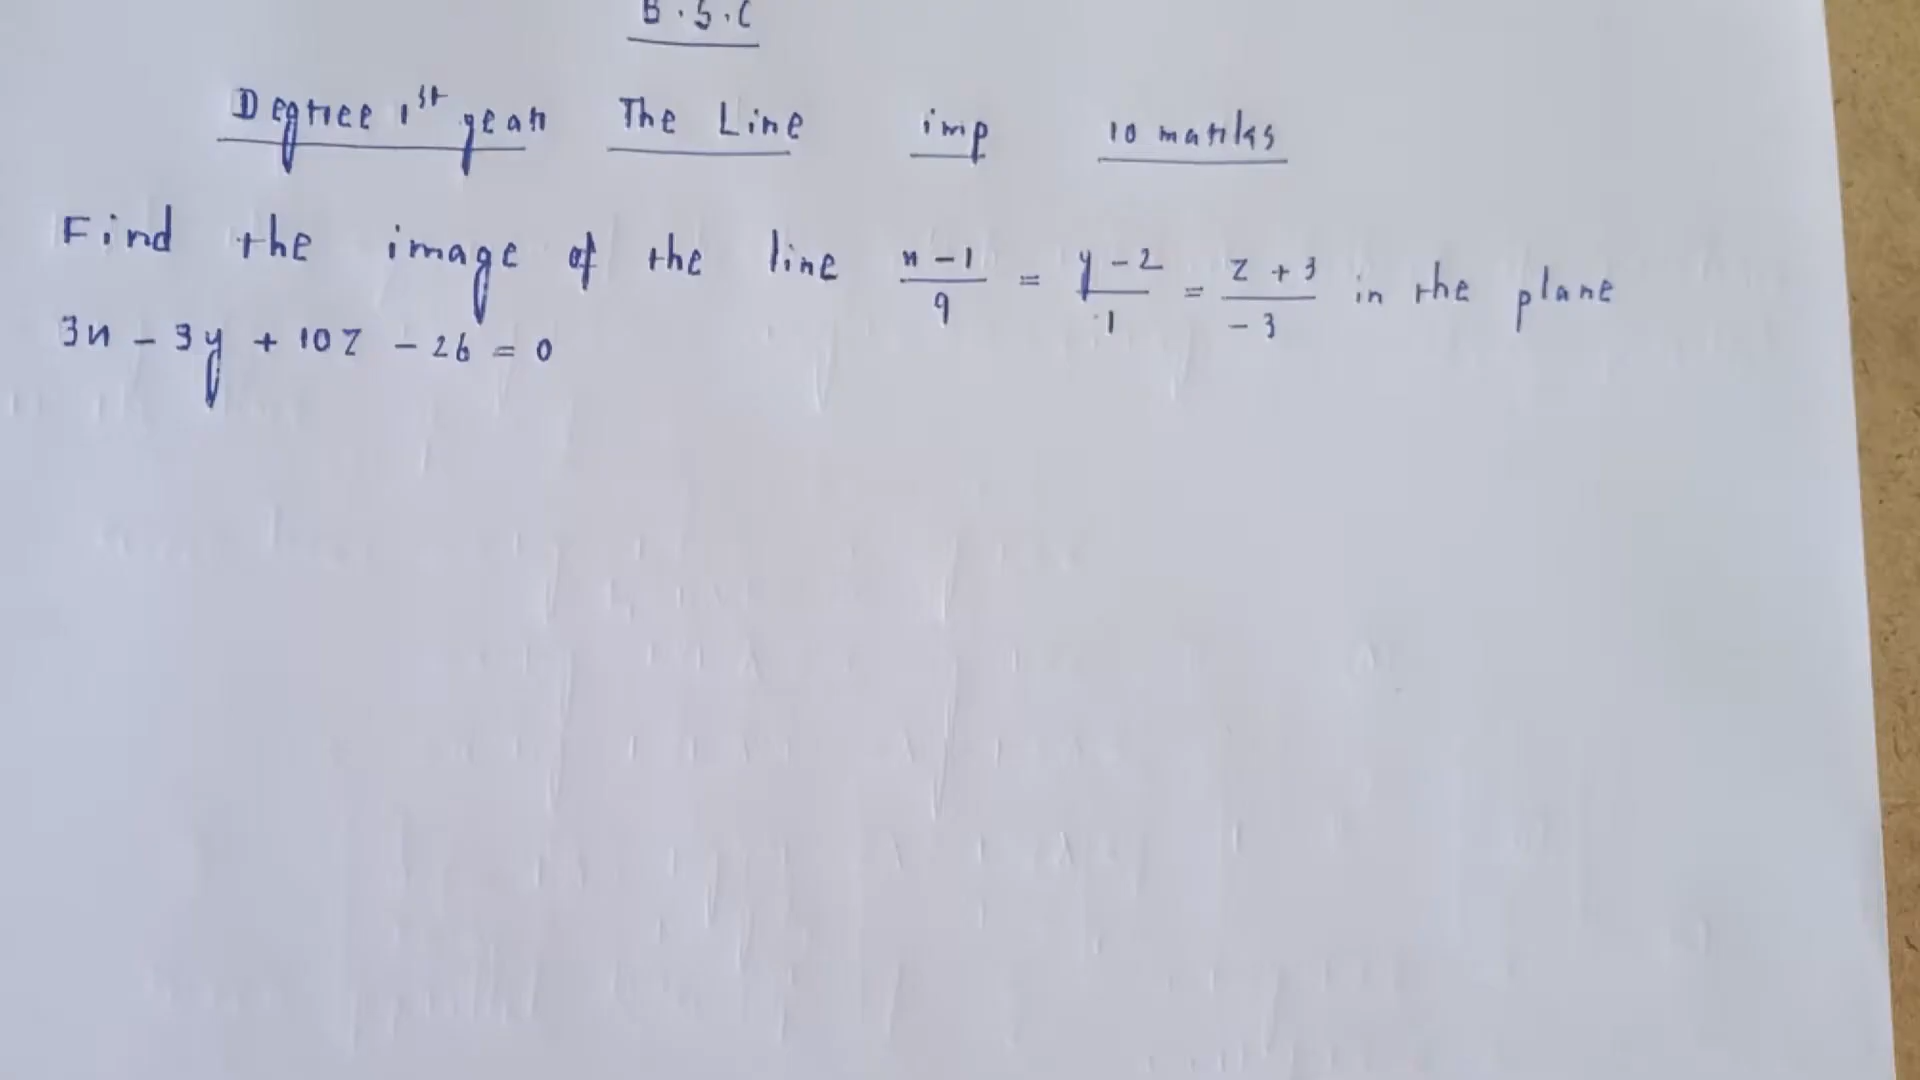 B.S.C
Degree 1st year The Line imp 10 marks
Find the image of the line x-1/9 = y-2/-1 = z+3/-3 in the plane
3x - 3y + 10z - 26 = 0